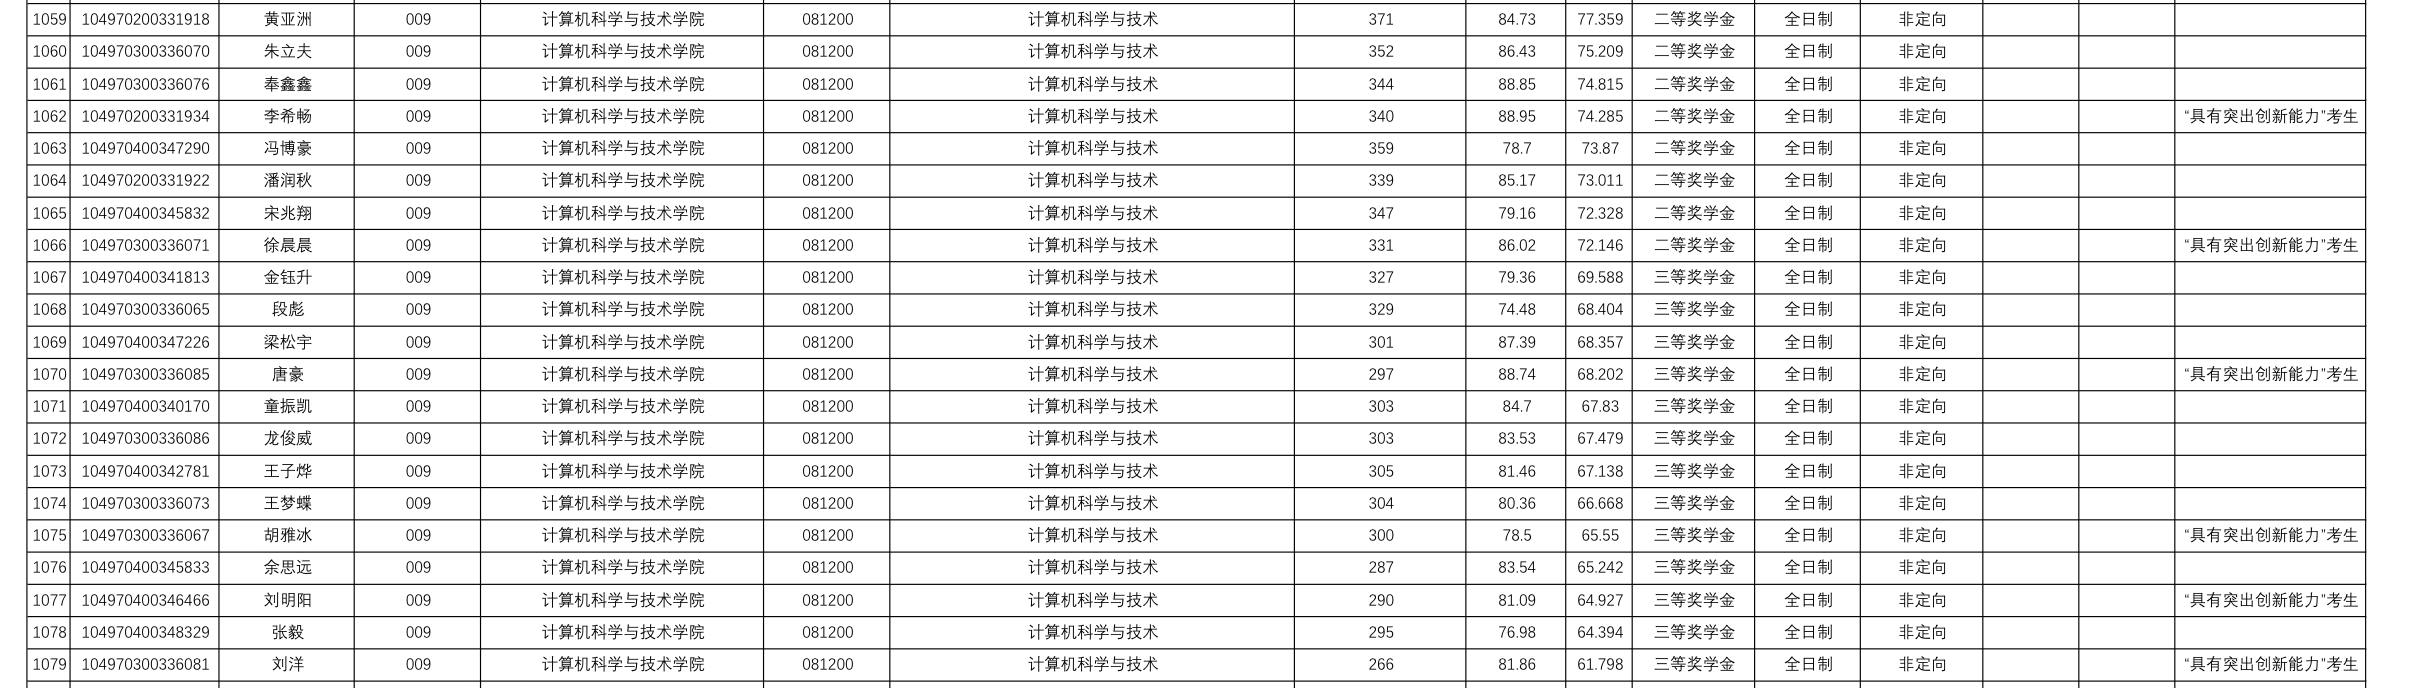 1059 104970200331918 黄亚洲 009 计算机科学与技术学院 081200 计算机科学与技术 371 84.73 77.359 二等奖学金 全日制 非定向
1060 104970300336070 朱立夫 009 计算机科学与技术学院 081200 计算机科学与技术 352 86.43 75.209 二等奖学金 全日制 非定向
1061 104970300336076 奉鑫鑫 009 计算机科学与技术学院 081200 计算机科学与技术 344 88.85 74.815 二等奖学金 全日制 非定向
1062 104970200331934 李希畅 009 计算机科学与技术学院 081200 计算机科学与技术 340 88.95 74.285 二等奖学金 全日制 非定向 “具有突出创新能力”考生
1063 104970400347290 冯博豪 009 计算机科学与技术学院 081200 计算机科学与技术 359 78.7 73.87 二等奖学金 全日制 非定向
1064 104970200331922 潘润秋 009 计算机科学与技术学院 081200 计算机科学与技术 339 85.17 73.011 二等奖学金 全日制 非定向
1065 104970400345832 宋兆翔 009 计算机科学与技术学院 081200 计算机科学与技术 347 79.16 72.328 二等奖学金 全日制 非定向
1066 104970300336071 徐晨晨 009 计算机科学与技术学院 081200 计算机科学与技术 331 86.02 72.146 二等奖学金 全日制 非定向 “具有突出创新能力”考生
1067 104970400341813 金钰升 009 计算机科学与技术学院 081200 计算机科学与技术 327 79.36 69.588 三等奖学金 全日制 非定向
1068 104970300336065 段彪 009 计算机科学与技术学院 081200 计算机科学与技术 329 74.48 68.404 三等奖学金 全日制 非定向
1069 104970400347226 梁松宇 009 计算机科学与技术学院 081200 计算机科学与技术 301 87.39 68.357 三等奖学金 全日制 非定向
1070 104970300336085 唐豪 009 计算机科学与技术学院 081200 计算机科学与技术 297 88.74 68.202 三等奖学金 全日制 非定向 “具有突出创新能力”考生
1071 104970400340170 童振凯 009 计算机科学与技术学院 081200 计算机科学与技术 303 84.7 67.83 三等奖学金 全日制 非定向
1072 104970300336086 龙俊威 009 计算机科学与技术学院 081200 计算机科学与技术 303 83.53 67.479 三等奖学金 全日制 非定向
1073 104970400342781 王子烨 009 计算机科学与技术学院 081200 计算机科学与技术 305 81.46 67.138 三等奖学金 全日制 非定向
1074 104970300336073 王梦蝶 009 计算机科学与技术学院 081200 计算机科学与技术 304 80.36 66.668 三等奖学金 全日制 非定向
1075 104970300336067 胡雅冰 009 计算机科学与技术学院 081200 计算机科学与技术 300 78.5 65.55 三等奖学金 全日制 非定向 “具有突出创新能力”考生
1076 104970400345833 余思远 009 计算机科学与技术学院 081200 计算机科学与技术 287 83.54 65.242 三等奖学金 全日制 非定向
1077 104970400346466 刘明阳 009 计算机科学与技术学院 081200 计算机科学与技术 290 81.09 64.927 三等奖学金 全日制 非定向 “具有突出创新能力”考生
1078 104970400348329 张毅 009 计算机科学与技术学院 081200 计算机科学与技术 295 76.98 64.394 三等奖学金 全日制 非定向
1079 104970300336081 刘洋 009 计算机科学与技术学院 081200 计算机科学与技术 266 81.86 61.798 三等奖学金 全日制 非定向 “具有突出创新能力”考生